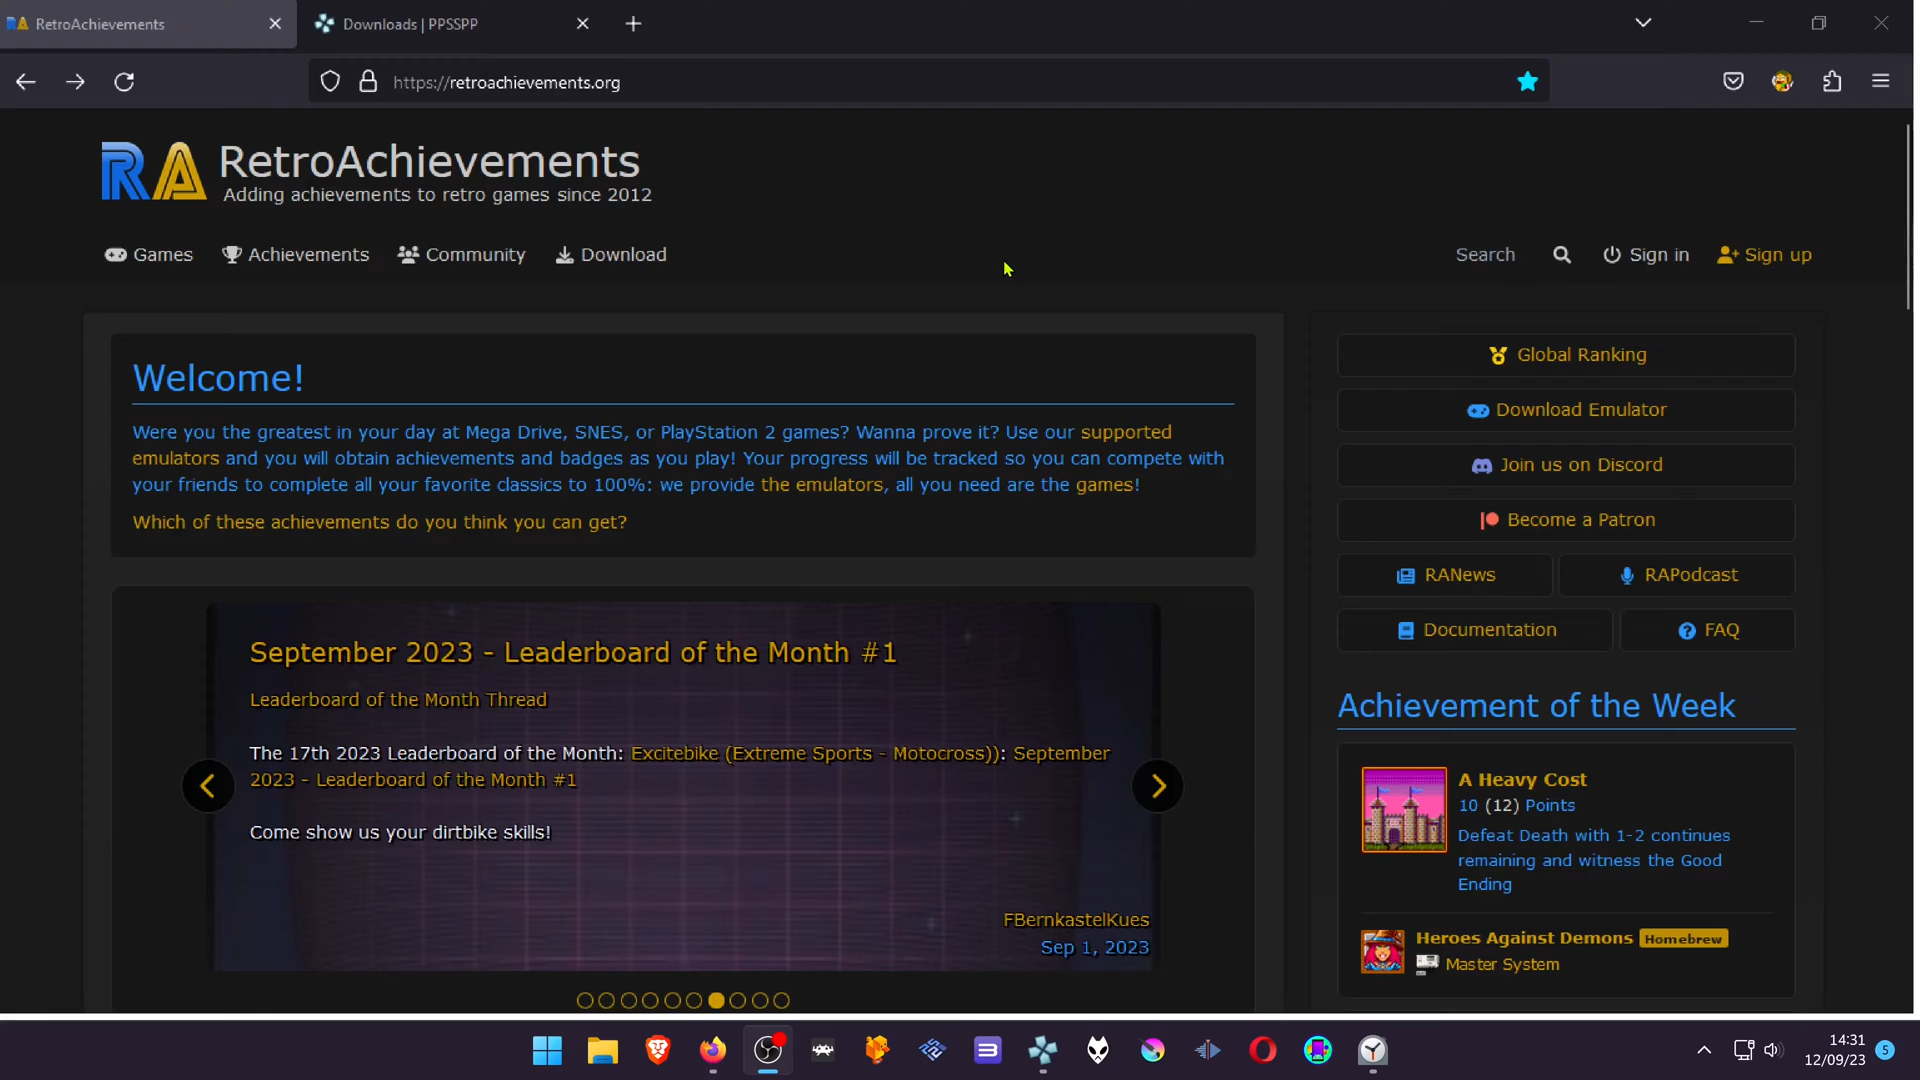 RetroAchievements
Downloads | PPSSPP
https://retroachievements.org
RA
RetroAchievements
Adding achievements to retro games since 2012
Games
Achievements
Community
Download
Search
Sign in
Sign up
Welcome!
Were you the greatest in your day at Mega Drive, SNES, or PlayStation 2 games? Wanna prove it? Use our supported
emulators and you will obtain achievements and badges as you play! Your progress will be tracked so you can compete with
your friends to complete all your favorite classics to 100%: we provide the emulators, all you need are the games!
Which of these achievements do you think you can get?
September 2023 - Leaderboard of the Month #1
Leaderboard of the Month Thread
The 17th 2023 Leaderboard of the Month: Excitebike (Extreme Sports - Motocross)): September
2023 - Leaderboard of the Month #1
Come show us your dirtbike skills!
FBernkastelKues
Sep 1, 2023
Global Ranking
Download Emulator
Join us on Discord
Become a Patron
RANews
RAPodcast
Documentation
FAQ
Achievement of the Week
A Heavy Cost
10 (12) Points
Defeat Death with 1-2 continues
remaining and witness the Good
Ending
Heroes Against Demons Homebrew
Master System
14:31
12/09/23
5